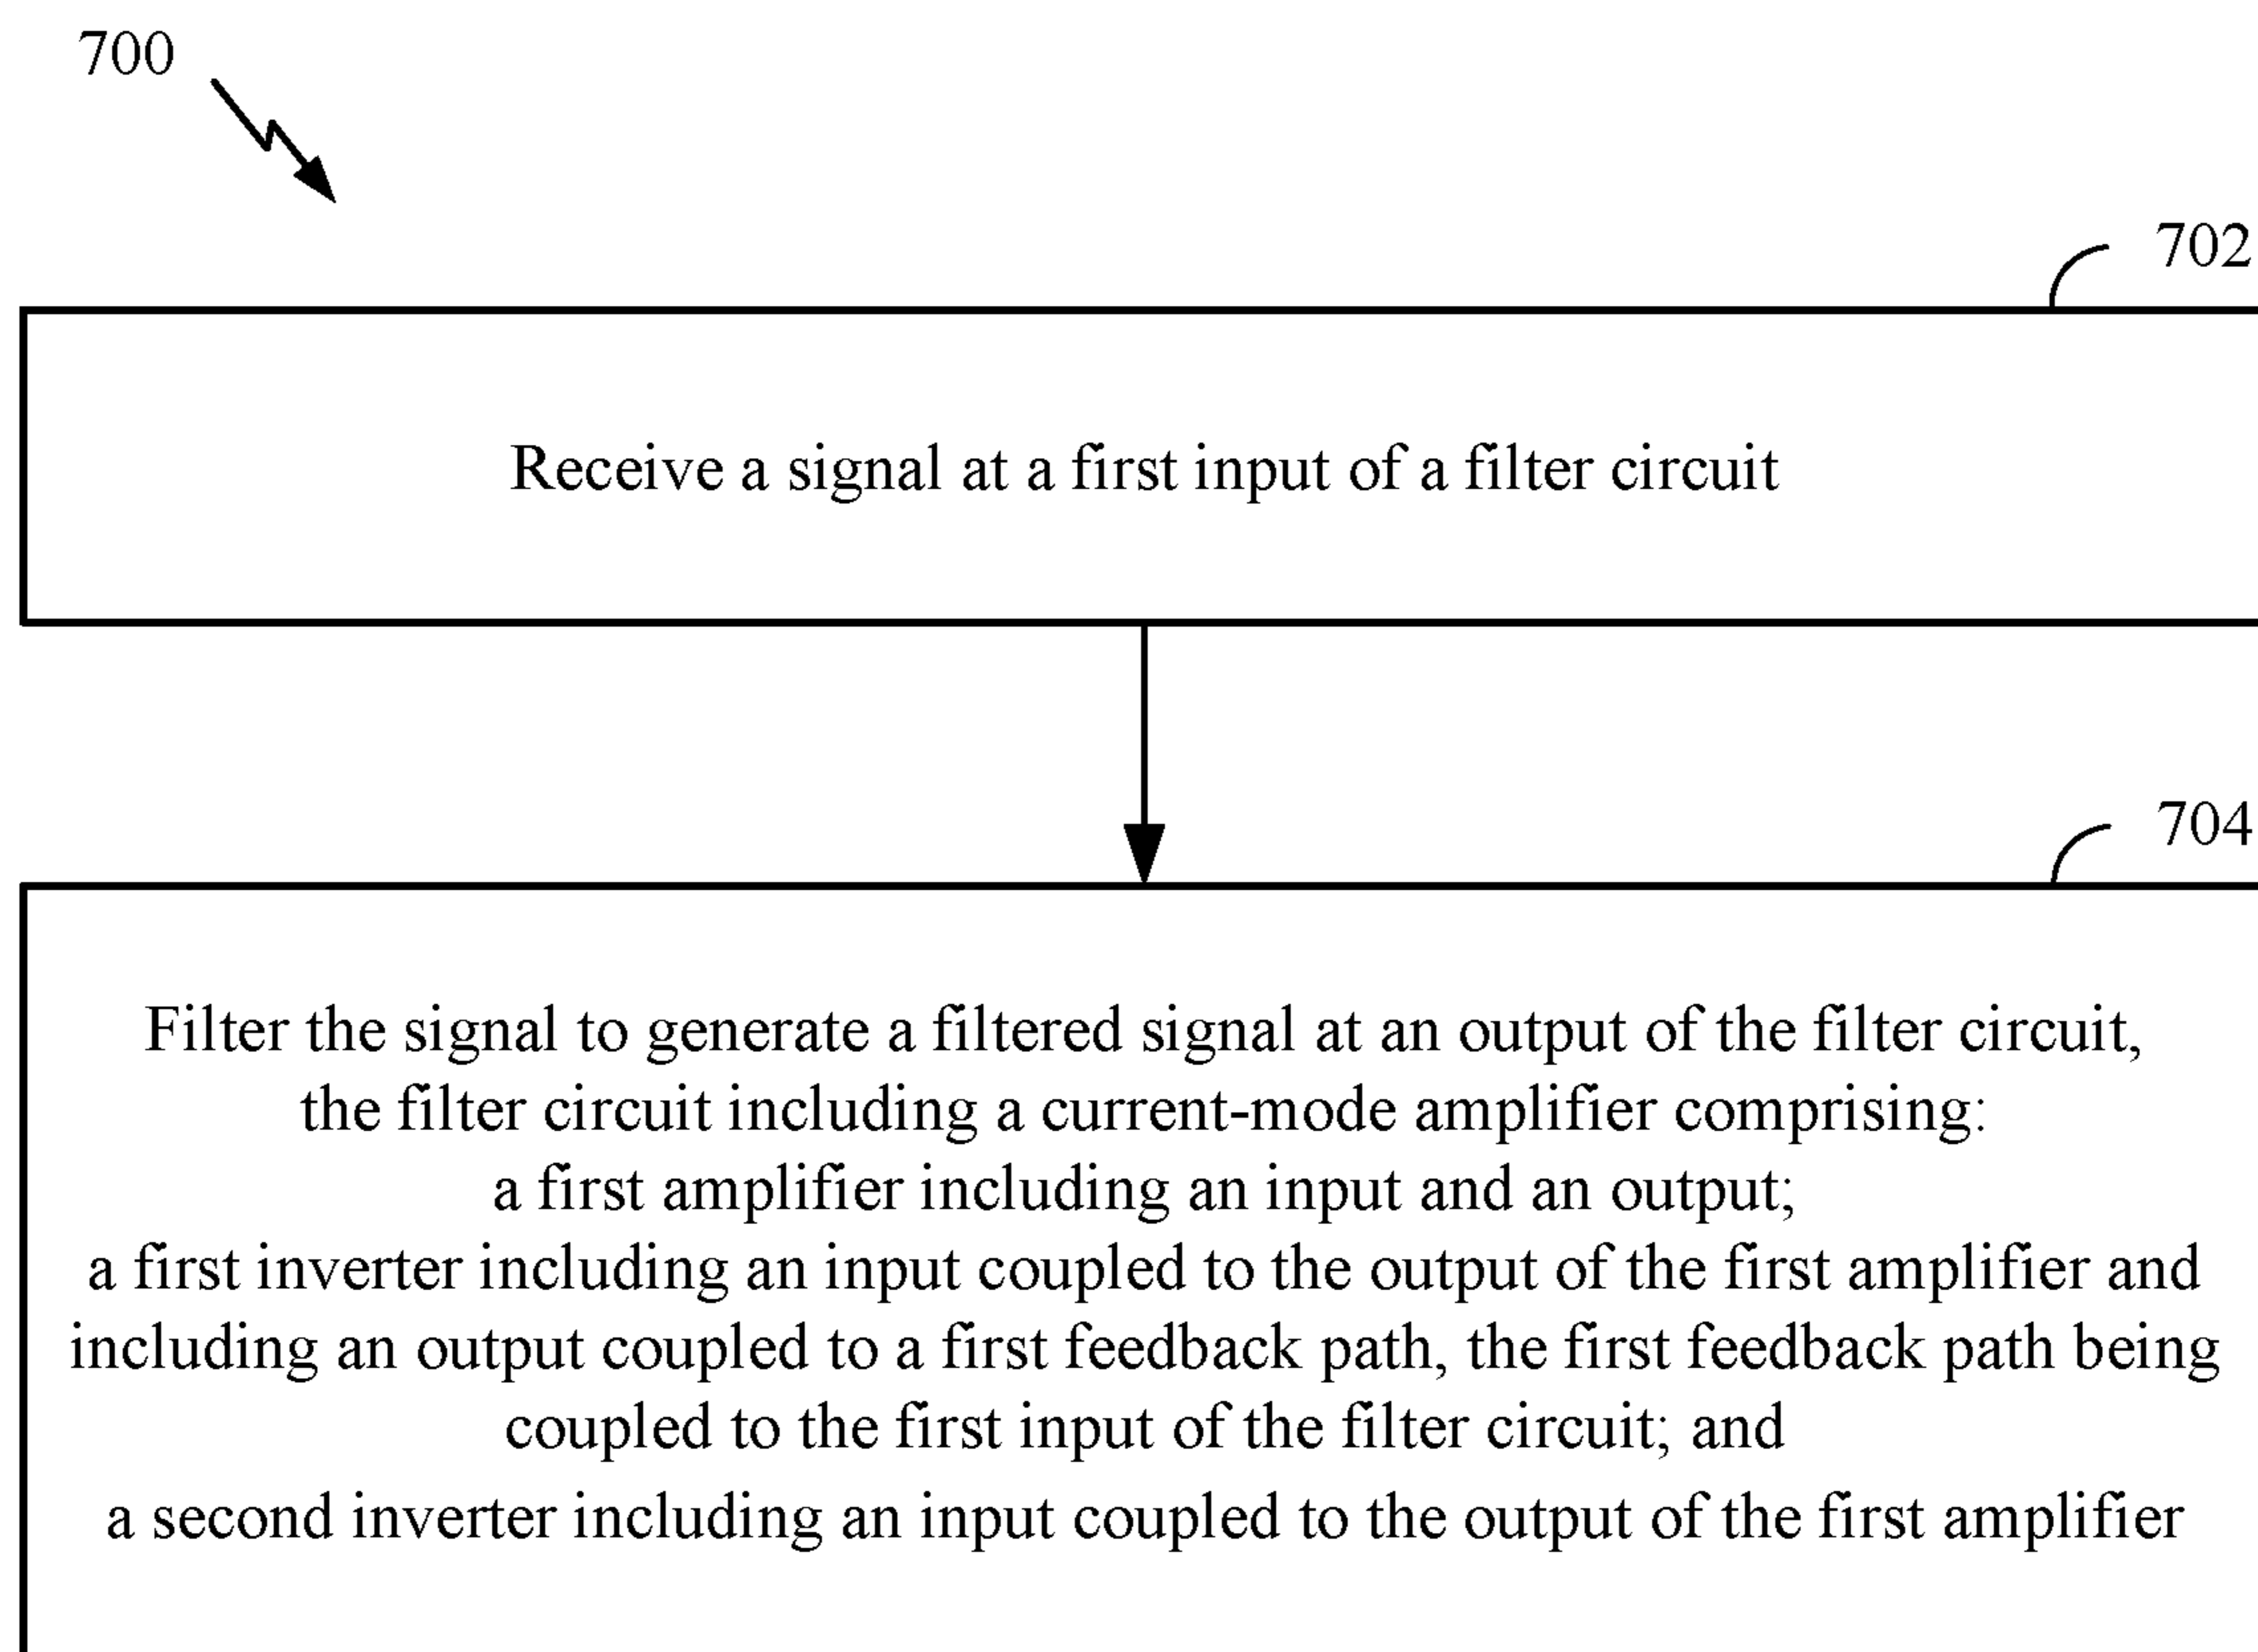 700
702
Receive a signal at a first input of a filter circuit
704
Filter the signal to generate a filtered signal at an output of the filter circuit,
the filter circuit including a current-mode amplifier comprising:
a first amplifier including an input and an output;
a first inverter including an input coupled to the output of the first amplifier and
including an output coupled to a first feedback path, the first feedback path being
coupled to the first input of the filter circuit; and
a second inverter including an input coupled to the output of the first amplifier